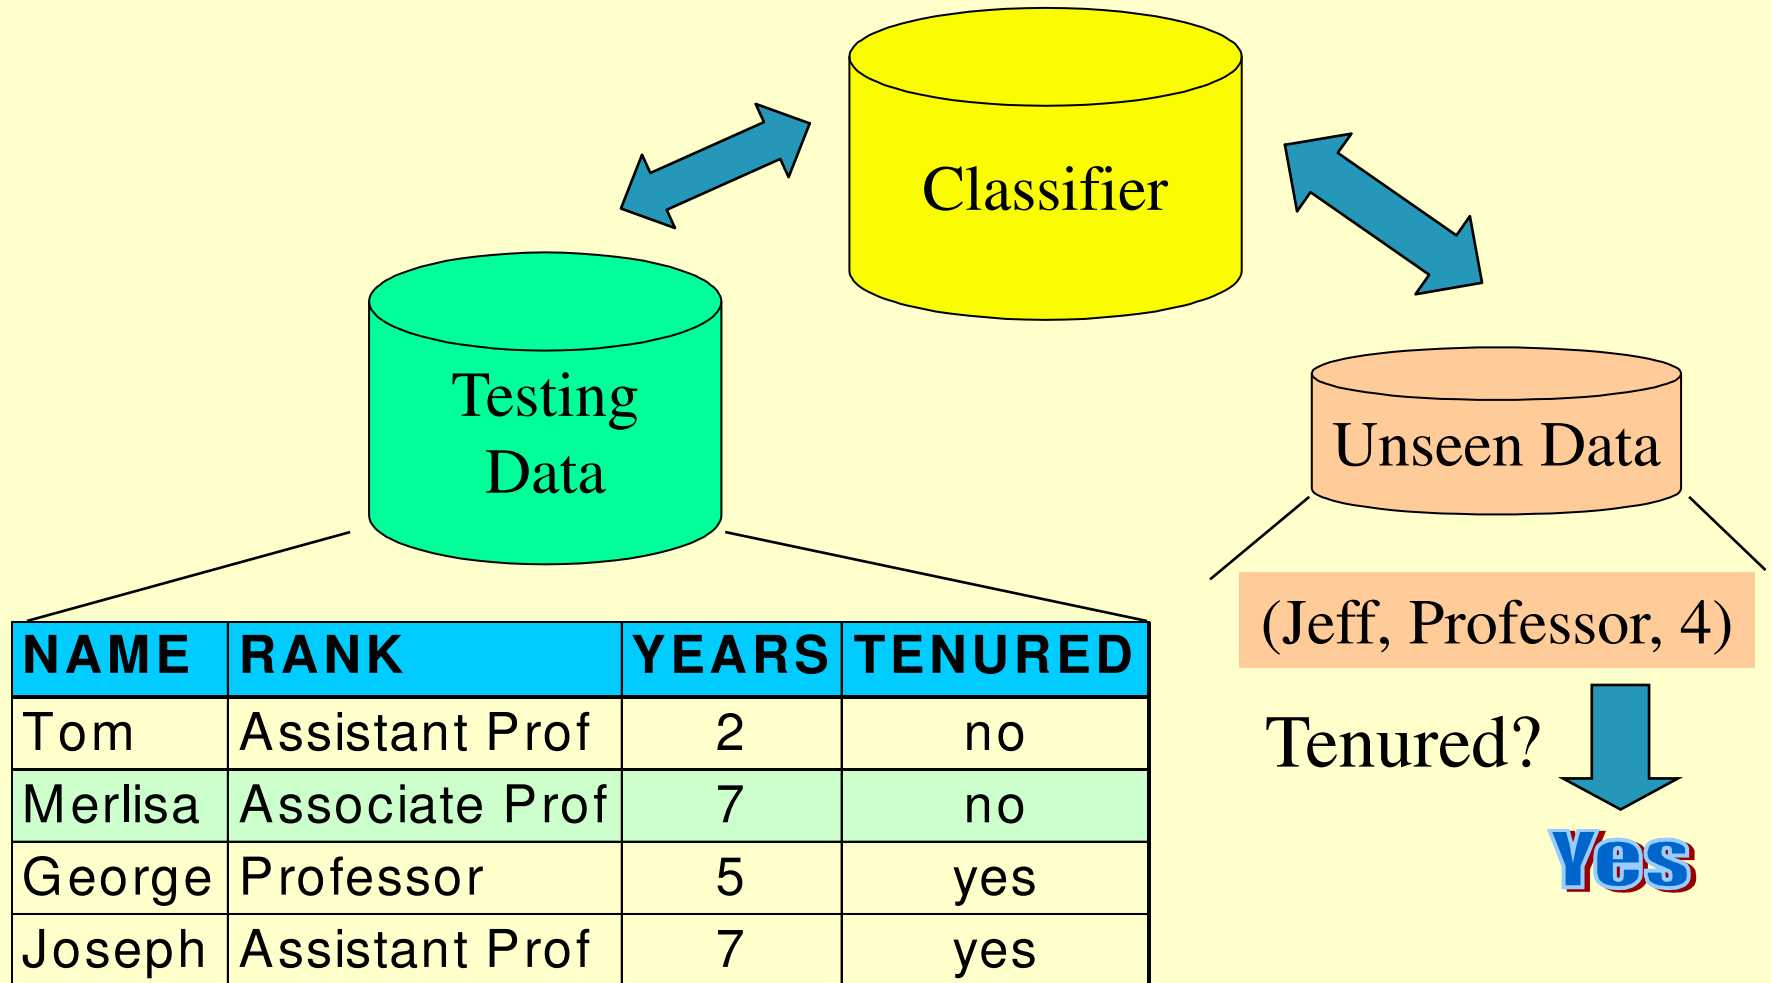 Classifier
Testing
Data
Unseen Data
(Jeff, Professor, 4)
NAME RANK YEARS TENURED
Tom Assistant Prof 2 no
Merlisa Associate Prof 7 no
George Professor 5 yes
Joseph Assistant Prof 7 yes
Tenured?
Yes